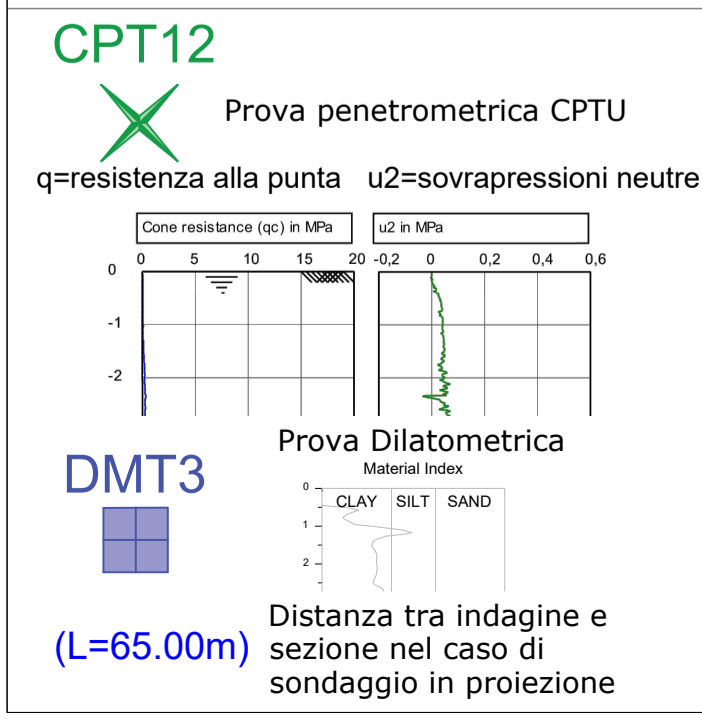 CPT12
Prova penetrometrica CPTU
q=resistenza alla punta u2=sovrapressioni neutre
Cone resistance (qc) in MPa u2 in MPa
0 5 10 15 20 -0,2 0 0,2 0,4 0,6
0
-1
-2
Prova Dilatometrica
DMT3
Material Index
0
CLAY SILT SAND
1
2
Distanza tra indagine e
(L=65.00m) sezione nel caso di
sondaggio in proiezione